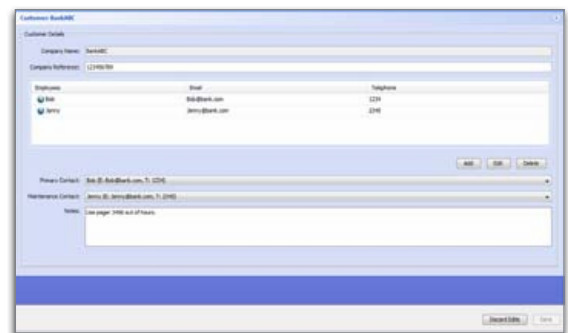 Customer: BankABC
Customer Details
Company Name: BankABC
Company Reference: 123456789
Employees Email Telephone
Bob Bob@bank.com 1234
Jenny Jenny@bank.com 2345
Add Edit Delete
Primary Contact: Bob (E: Bob@bank.com, T: 1234)
Maintenance Contact: Jenny (E: Jenny@bank.com, T: 2345)
Notes: Use pager 3456 out of hours.
Discard Edits Save